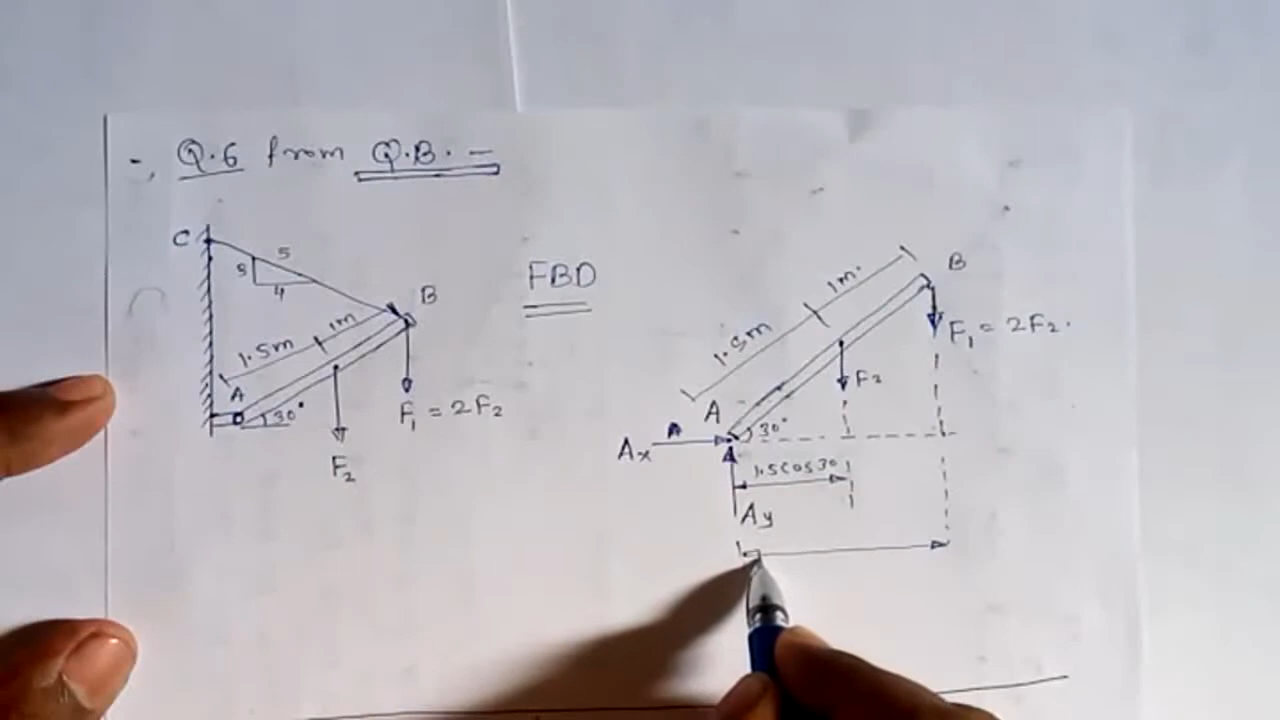 Q.6 from Q.B. -
C
5
3
4
B
1m
1.5m
A
30°
F₁ = 2F₂
F₂
FBD
B
1m.
1.5m
F₁ = 2F₂.
F₂
A
30°
Ax
1.5cos30
Ay